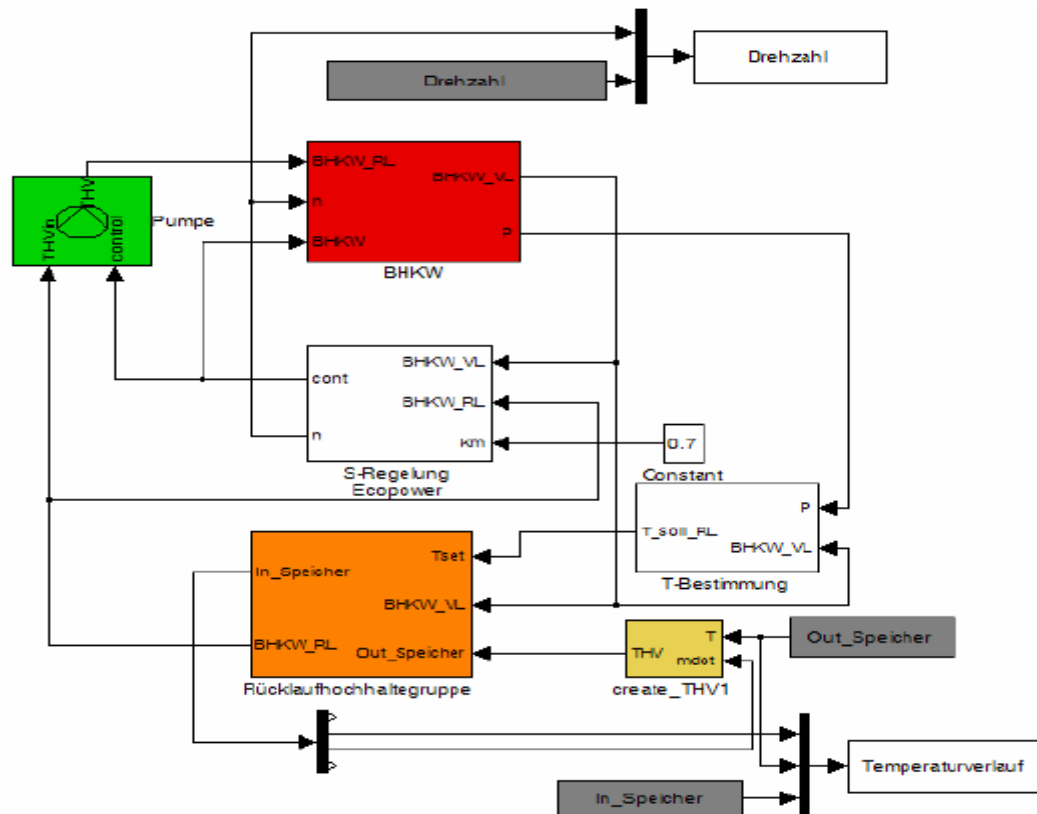 Drehzahl
Drehzahl
THVin
THV
control
Pumpe
BHKW_RL
n
BHKW
BHKW_VL
P
BHKW
cont
n
BHKW_VL
BHKW_RL
km
S-Regelung
Ecopower
0.7
Constant
T_soll_RL
P
BHKW_VL
T-Bestimmung
In_Speicher
BHKW_RL
Tset
BHKW_VL
Out_Speicher
Rücklaufhochhaltegruppe
THV
T
mdot
create_THV1
Out_Speicher
In_Speicher
Temperaturverlauf